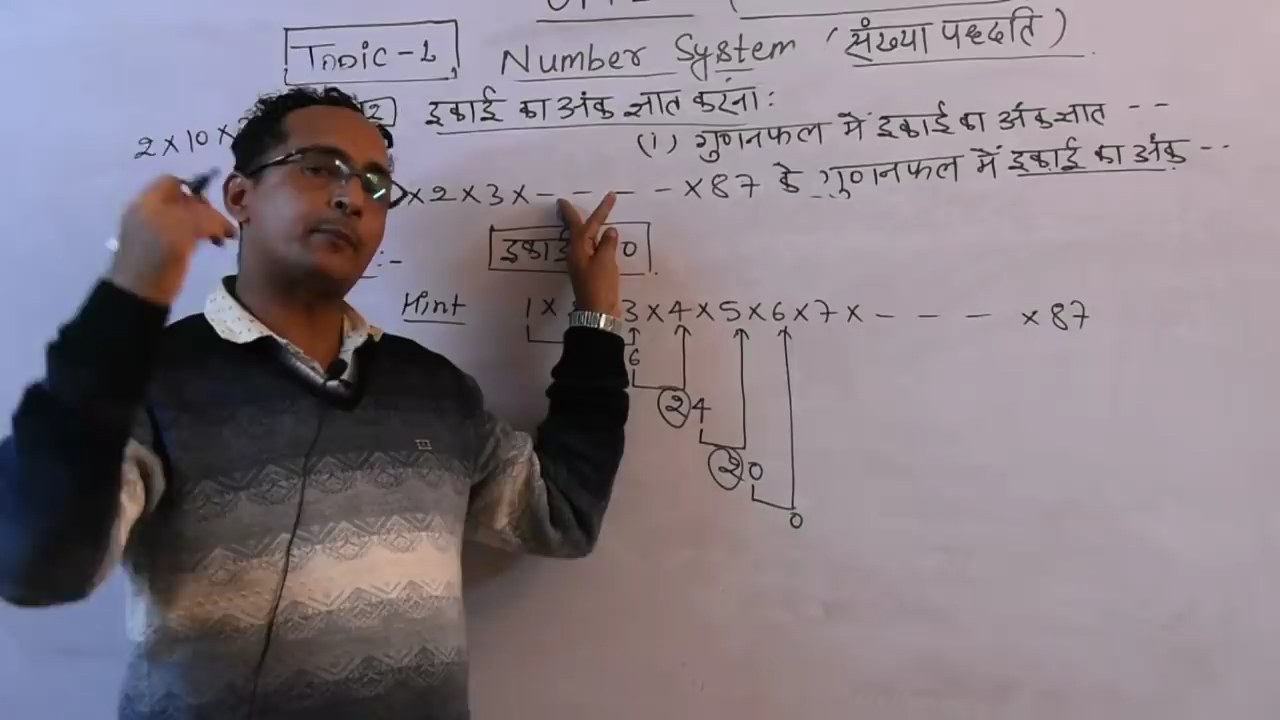 Topic-1 Number System (संख्या पद्धति)
इकाई का अंक ज्ञात करना:
(i) गुणनफल में इकाई का अंक ज्ञात --
2 × 10 ×
× 2 × 3 × - - - - × 87 के गुणनफल में इकाई का अंक --
इकाई 0
:-
Hint 1 × 3 × 4 × 5 × 6 × 7 × - - - × 87
6
24
20
0